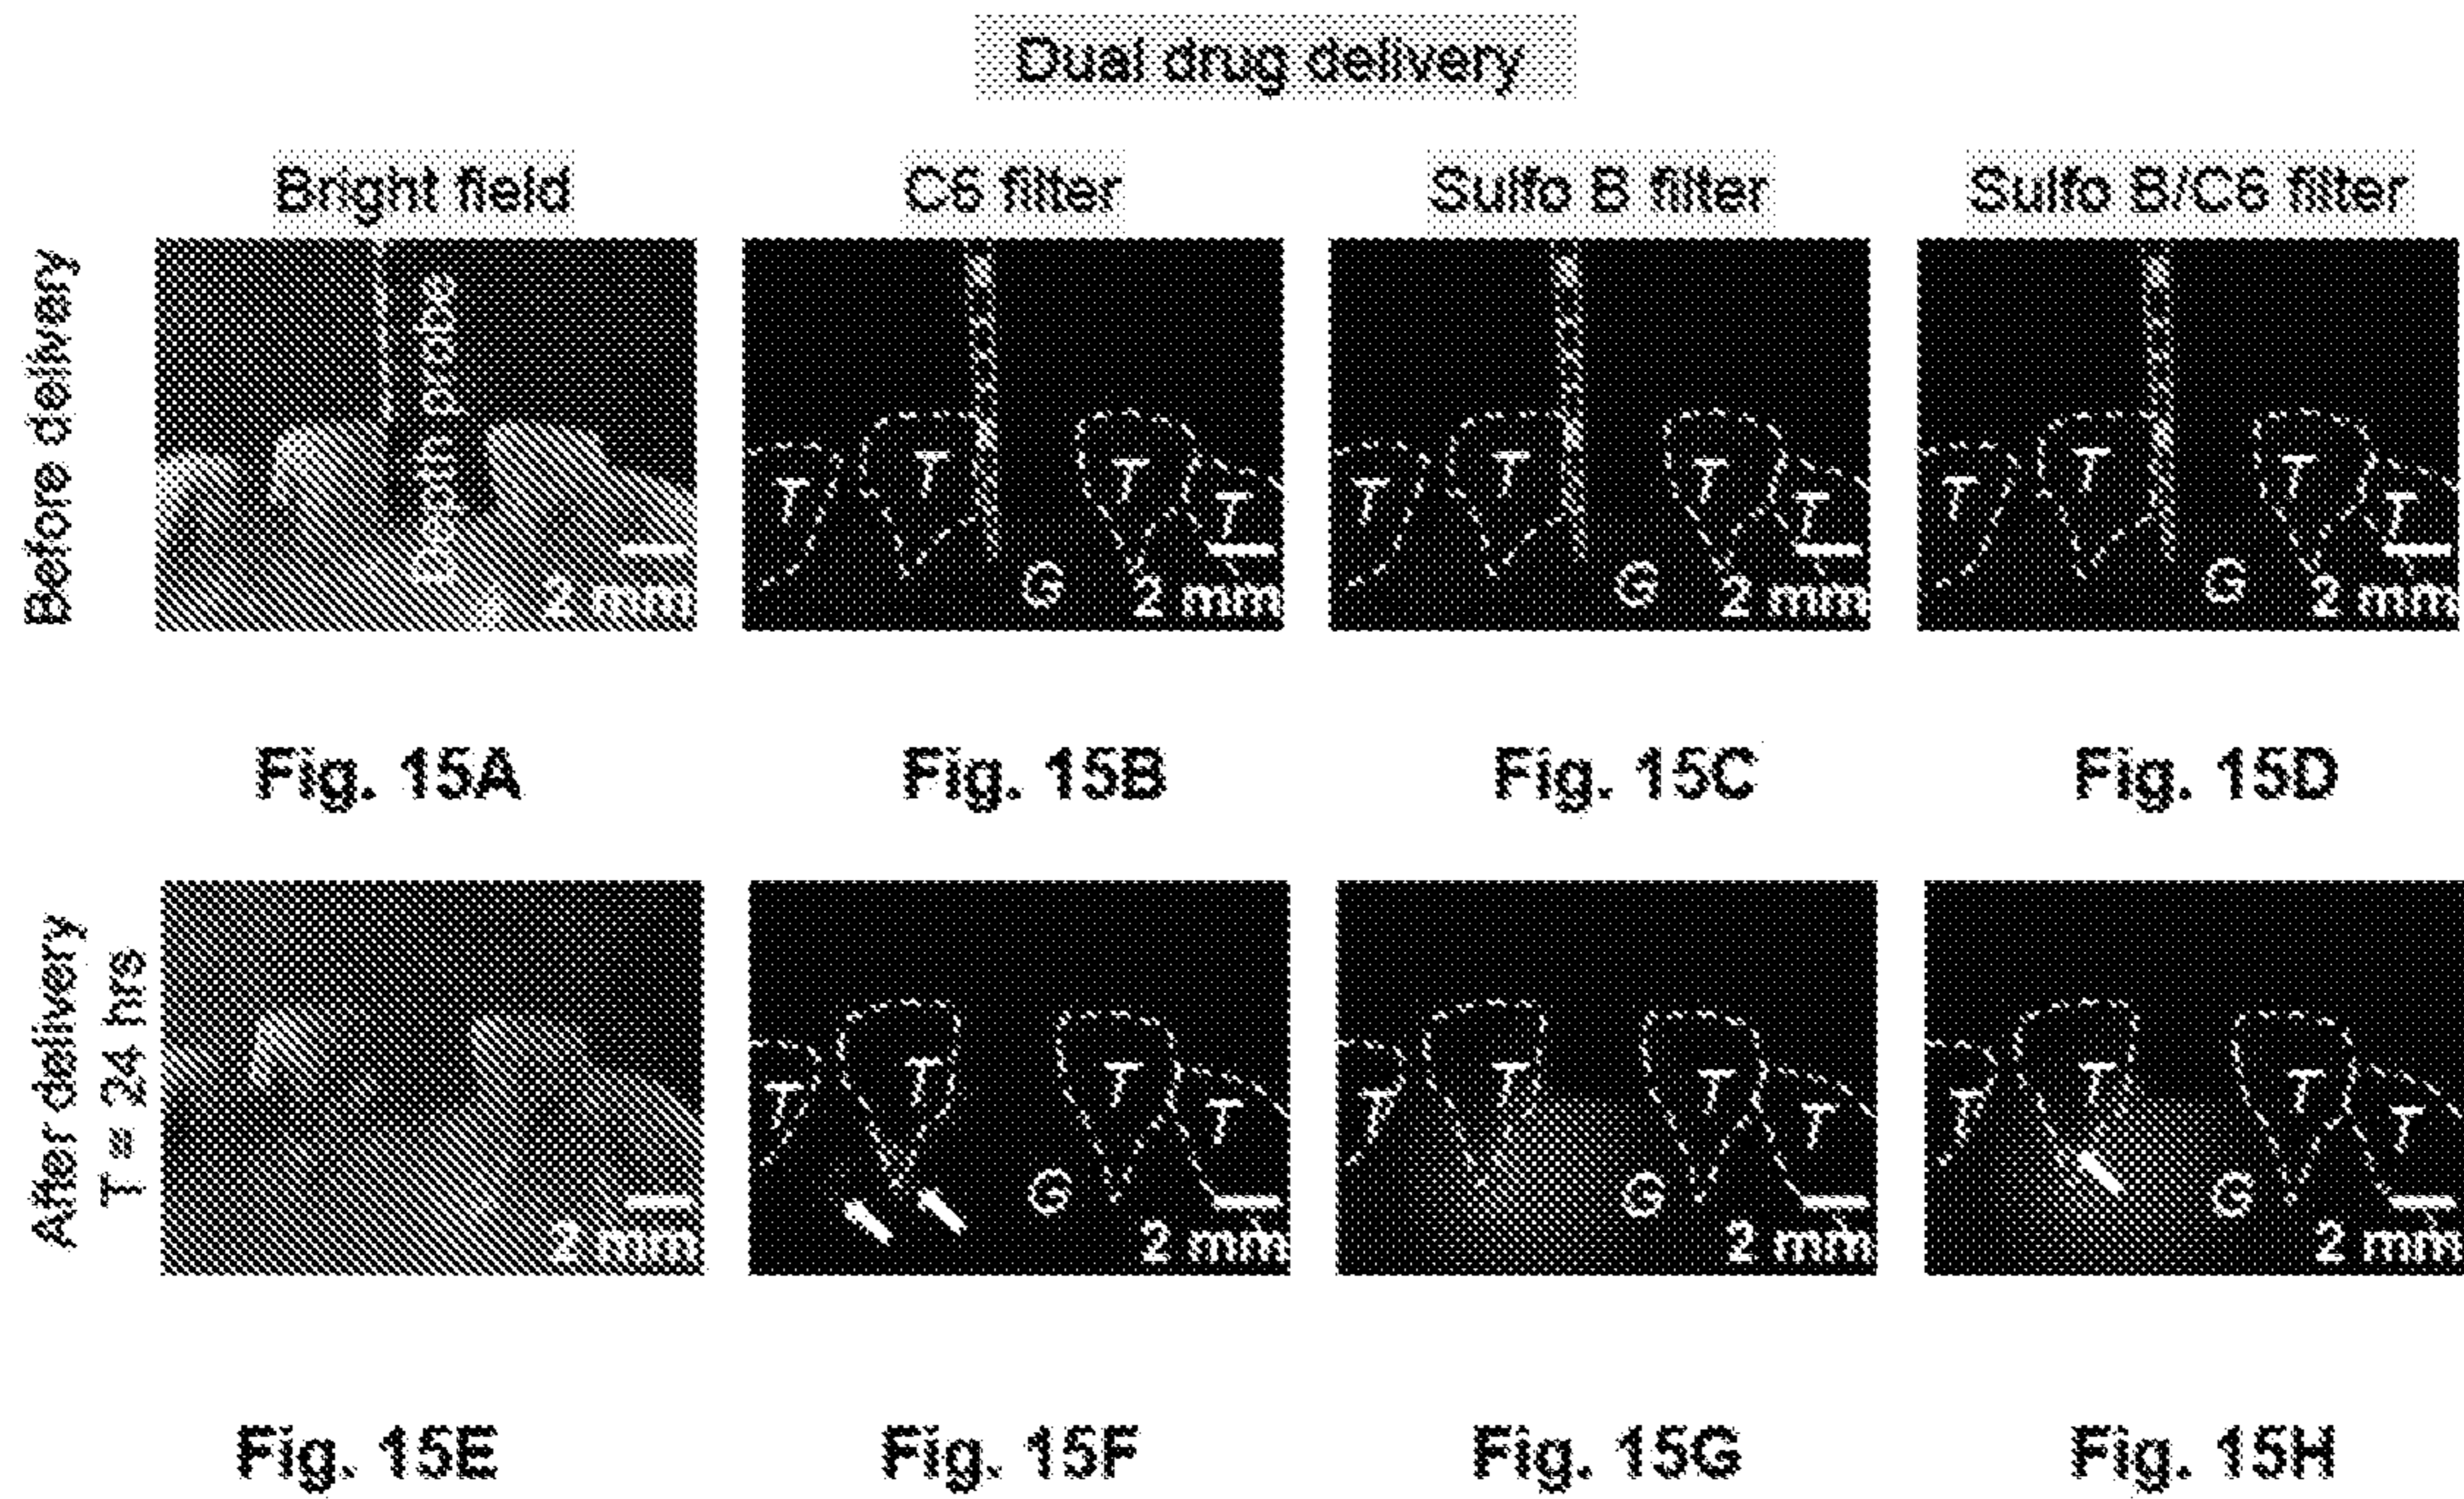 Dual drug delivery
Bright field
C6 filter
Sulfo B filter
Sulfo B/C6 filter
Before delivery
Depth probe
2 mm
T
T
T
T
G
2 mm
T
T
T
T
G
2 mm
T
T
T
T
G
2 mm
Fig. 15A
Fig. 15B
Fig. 15C
Fig. 15D
After delivery
T = 24 hrs
2 mm
T
T
T
T
G
2 mm
T
T
T
T
G
2 mm
T
T
T
T
G
2 mm
Fig. 15E
Fig. 15F
Fig. 15G
Fig. 15H